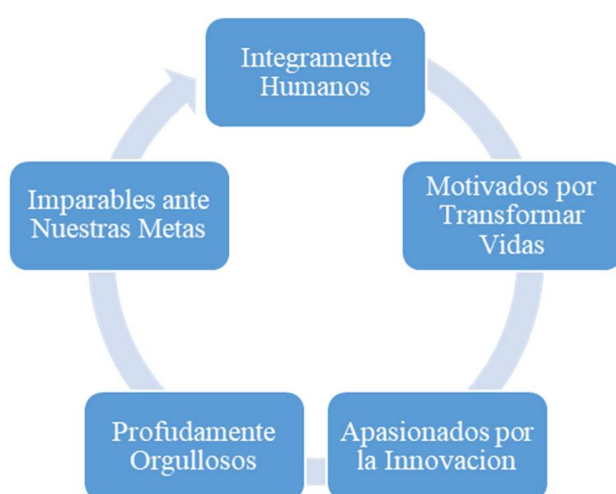 Integramente
Humanos
Motivados por
Transformar
Vidas
Apasionados por
la Innovacion
Profudamente
Orgullosos
Imparables ante
Nuestras Metas